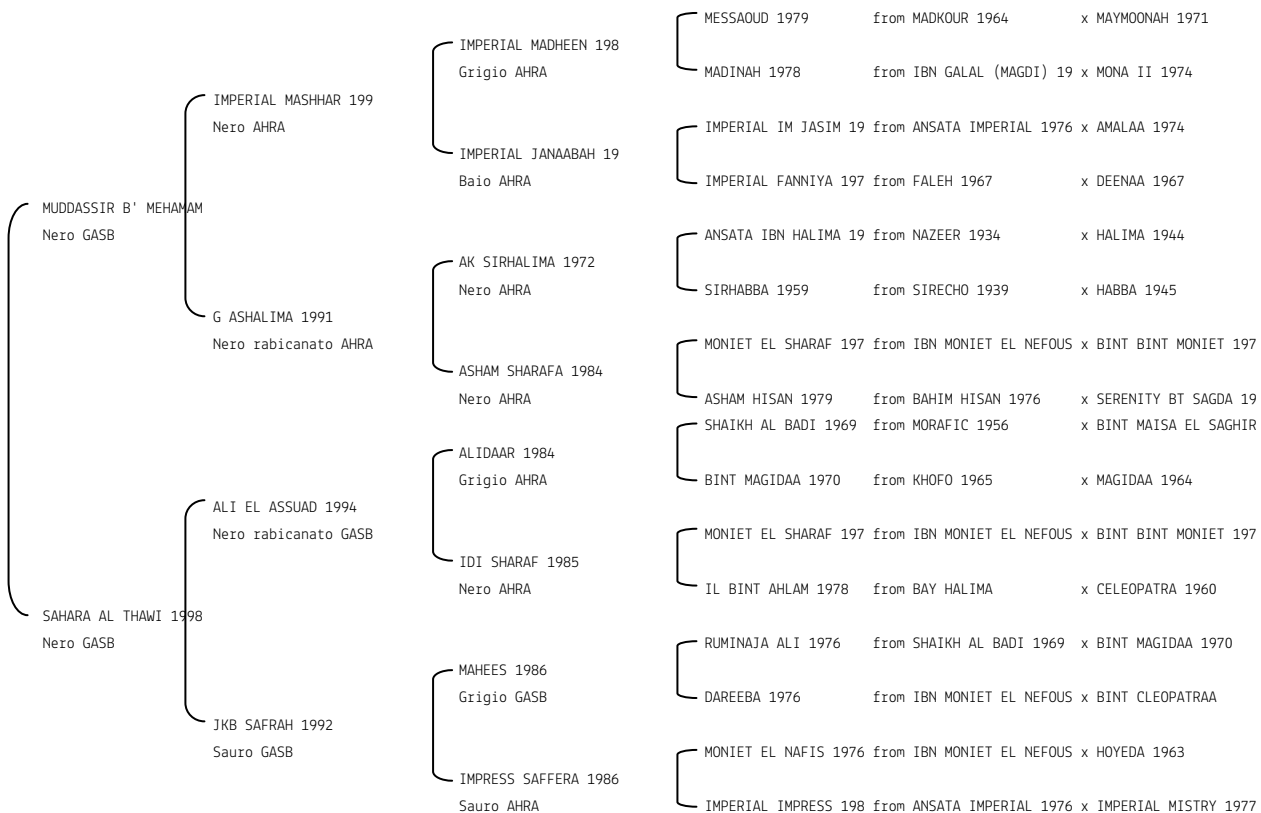 MESSAOUD 1979 from MADKOUR 1964 x MAYMOONAH 1971
IMPERIAL MADHEEN 198
Grigio AHRA
MADINAH 1978 from IBN GALAL (MAGDI) 19 x MONA II 1974
IMPERIAL MASHHAR 199
Nero AHRA
IMPERIAL IM JASIM 19 from ANSATA IMPERIAL 1976 x AMALAA 1974
IMPERIAL JANAABAH 19
Baio AHRA
IMPERIAL FANNIYA 197 from FALEH 1967 x DEENAA 1967
MUDDASSIR B' MEHAMAM
Nero GASB
ANSATA IBN HALIMA 19 from NAZEER 1934 x HALIMA 1944
AK SIRHALIMA 1972
Nero AHRA
SIRHABBA 1959 from SIRECHO 1939 x HABBA 1945
G ASHALIMA 1991
Nero rabicanato AHRA
MONIET EL SHARAF 197 from IBN MONIET EL NEFOUS x BINT BINT MONIET 197
ASHAM SHARAFA 1984
Nero AHRA
ASHAM HISAN 1979 from BAHIM HISAN 1976 x SERENITY BT SAGDA 19
SHAIKH AL BADI 1969 from MORAFIC 1956 x BINT MAISA EL SAGHIR
ALIDAAR 1984
Grigio AHRA
BINT MAGIDAA 1970 from KHOFO 1965 x MAGIDAA 1964
ALI EL ASSUAD 1994
Nero rabicanato GASB
MONIET EL SHARAF 197 from IBN MONIET EL NEFOUS x BINT BINT MONIET 197
IDI SHARAF 1985
Nero AHRA
IL BINT AHLAM 1978 from BAY HALIMA x CELEOPATRA 1960
SAHARA AL THAWI 1998
Nero GASB
RUMINAJA ALI 1976 from SHAIKH AL BADI 1969 x BINT MAGIDAA 1970
MAHEES 1986
Grigio GASB
DAREEBA 1976 from IBN MONIET EL NEFOUS x BINT CLEOPATRAA
JKB SAFRAH 1992
Sauro GASB
MONIET EL NAFIS 1976 from IBN MONIET EL NEFOUS x HOYEDA 1963
IMPRESS SAFFERA 1986
Sauro AHRA
IMPERIAL IMPRESS 198 from ANSATA IMPERIAL 1976 x IMPERIAL MISTRY 1977